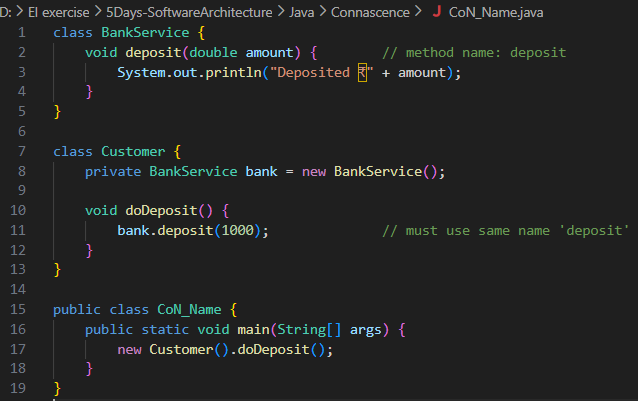 D: > EI exercise > 5Days-SoftwareArchitecture > Java > Connascence > J CoN_Name.java
1 class BankService {
2     void deposit(double amount) {        // method name: deposit
3         System.out.println("Deposited ₹" + amount);
4     }
5 }
6
7 class Customer {
8     private BankService bank = new BankService();
9
10     void doDeposit() {
11         bank.deposit(1000);              // must use same name 'deposit'
12     }
13 }
14
15 public class CoN_Name {
16     public static void main(String[] args) {
17         new Customer().doDeposit();
18     }
19 }